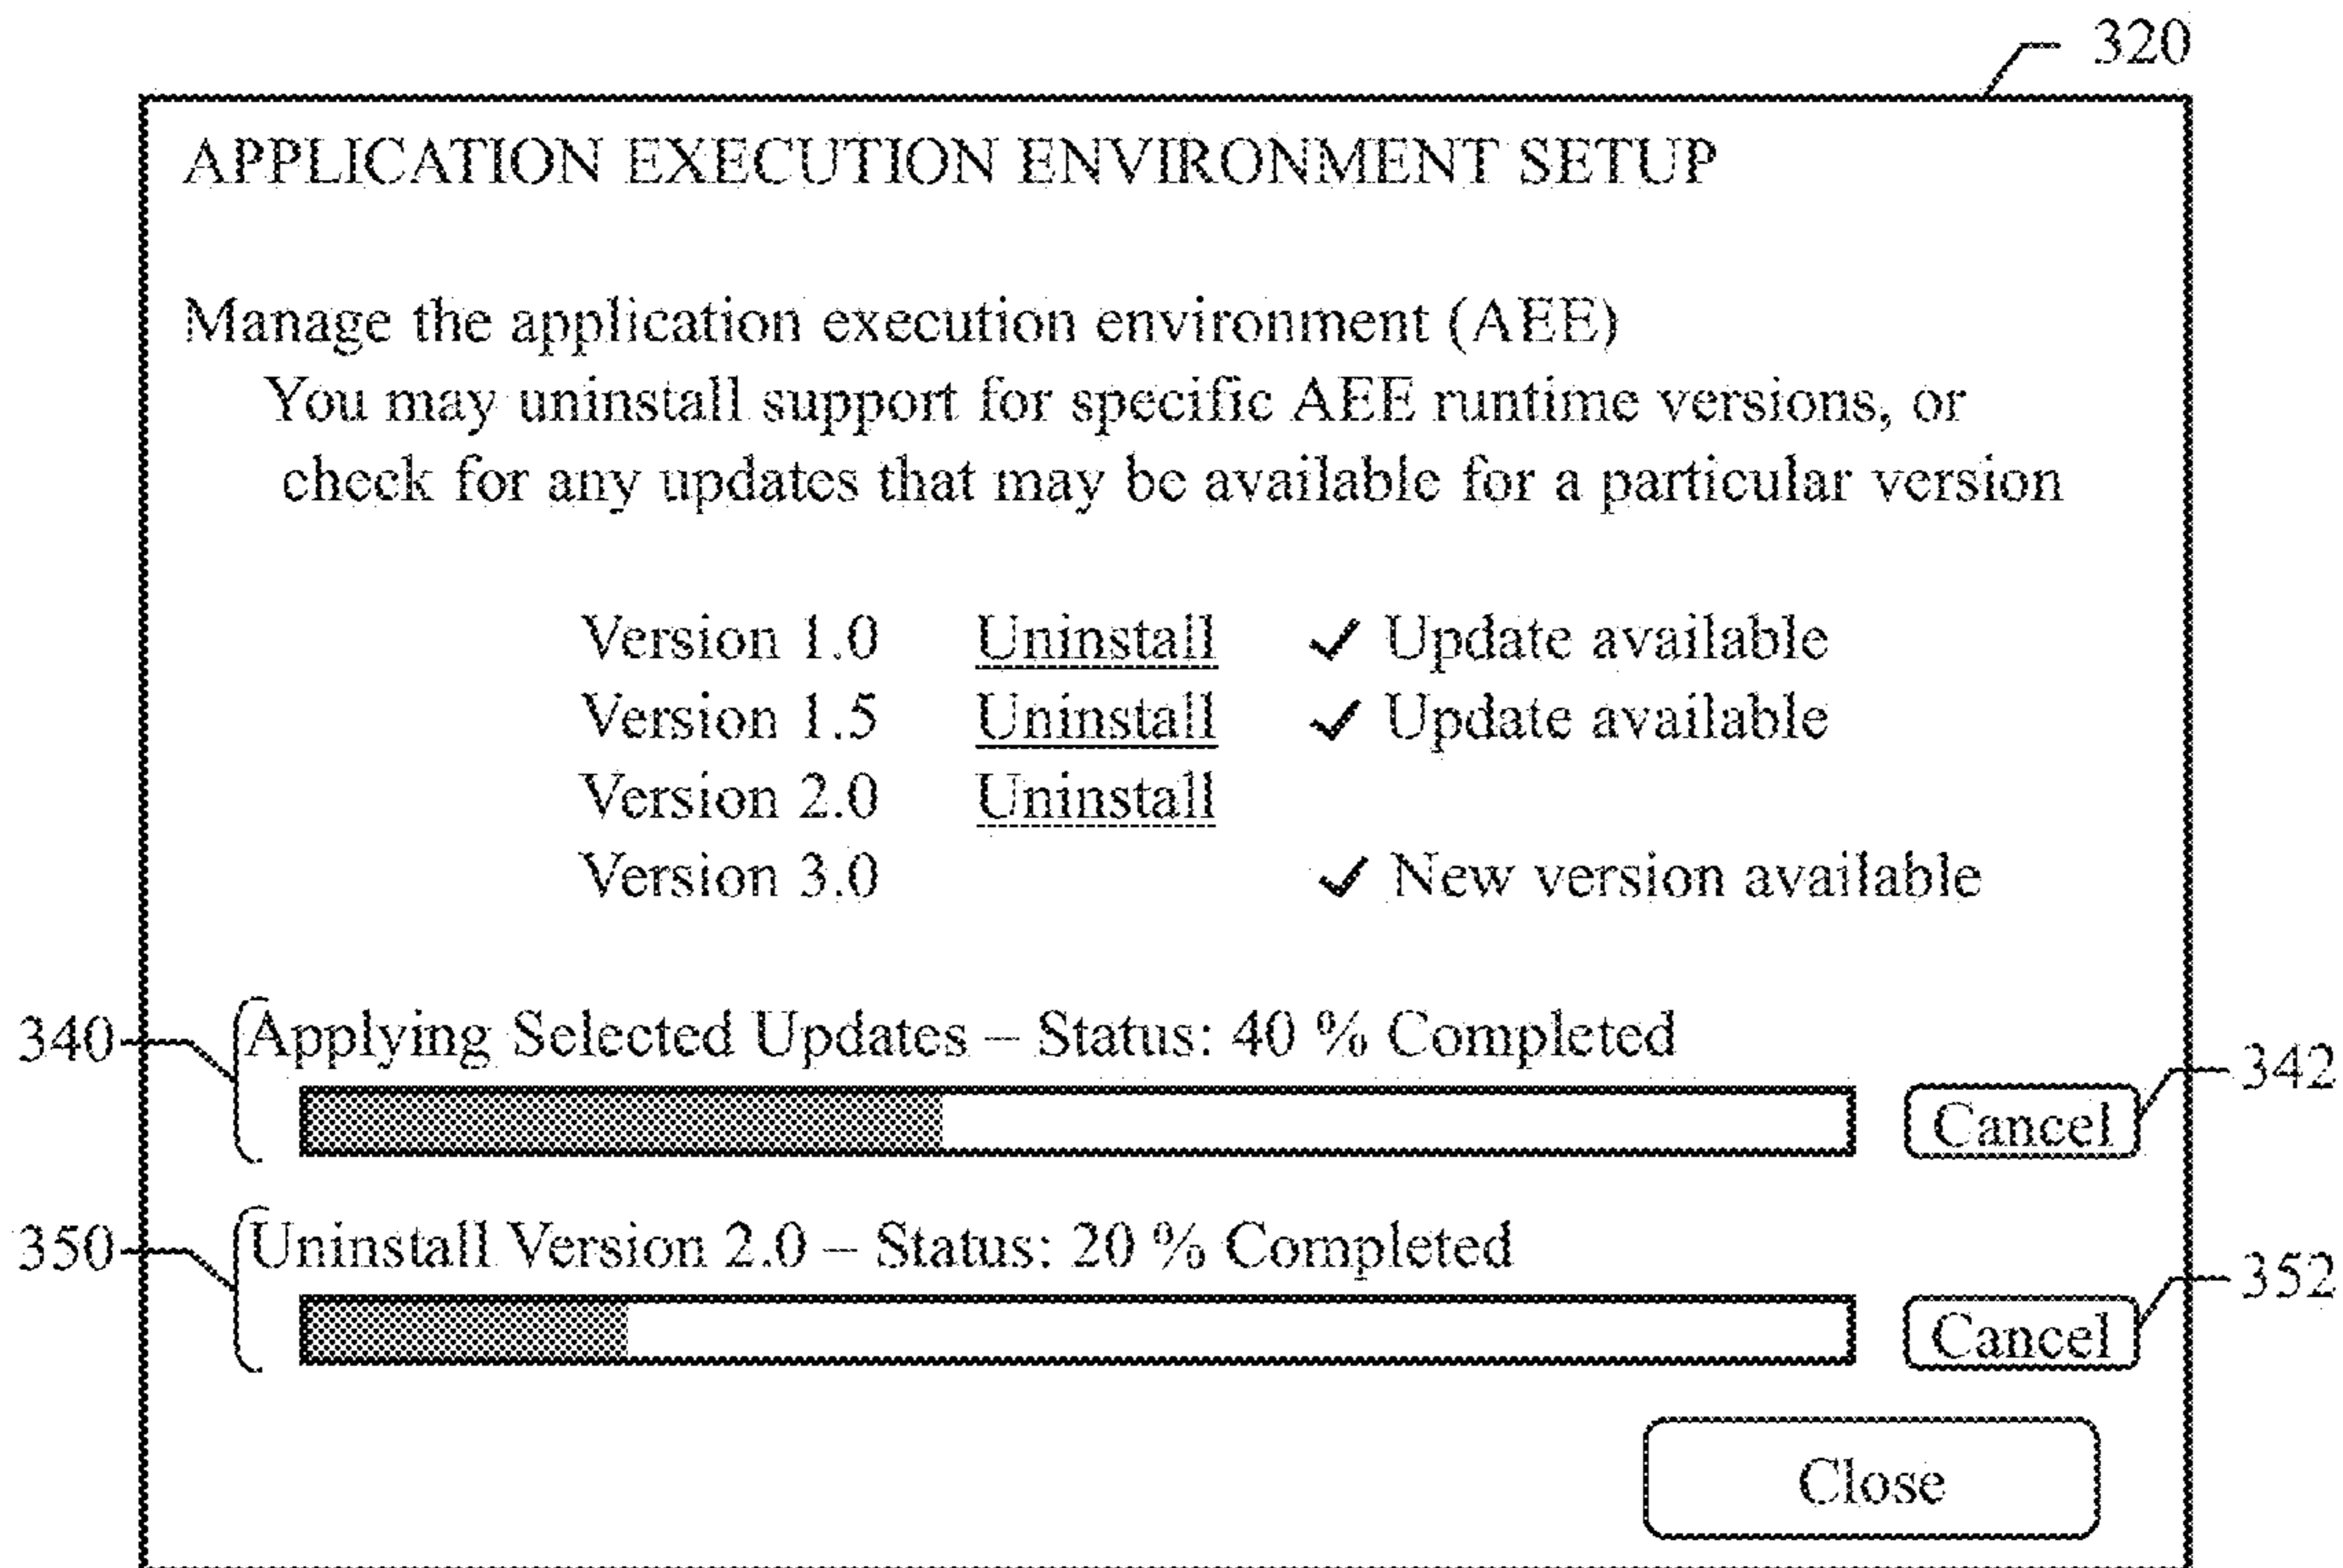 320
APPLICATION EXECUTION ENVIRONMENT SETUP
Manage the application execution environment (AEE)
You may uninstall support for specific AEE runtime versions, or
check for any updates that may be available for a particular version
Version 1.0 Uninstall ✓ Update available
Version 1.5 Uninstall ✓ Update available
Version 2.0 Uninstall
Version 3.0 ✓ New version available
340 Applying Selected Updates – Status: 40 % Completed
Cancel 342
350 Uninstall Version 2.0 – Status: 20 % Completed
Cancel 352
Close